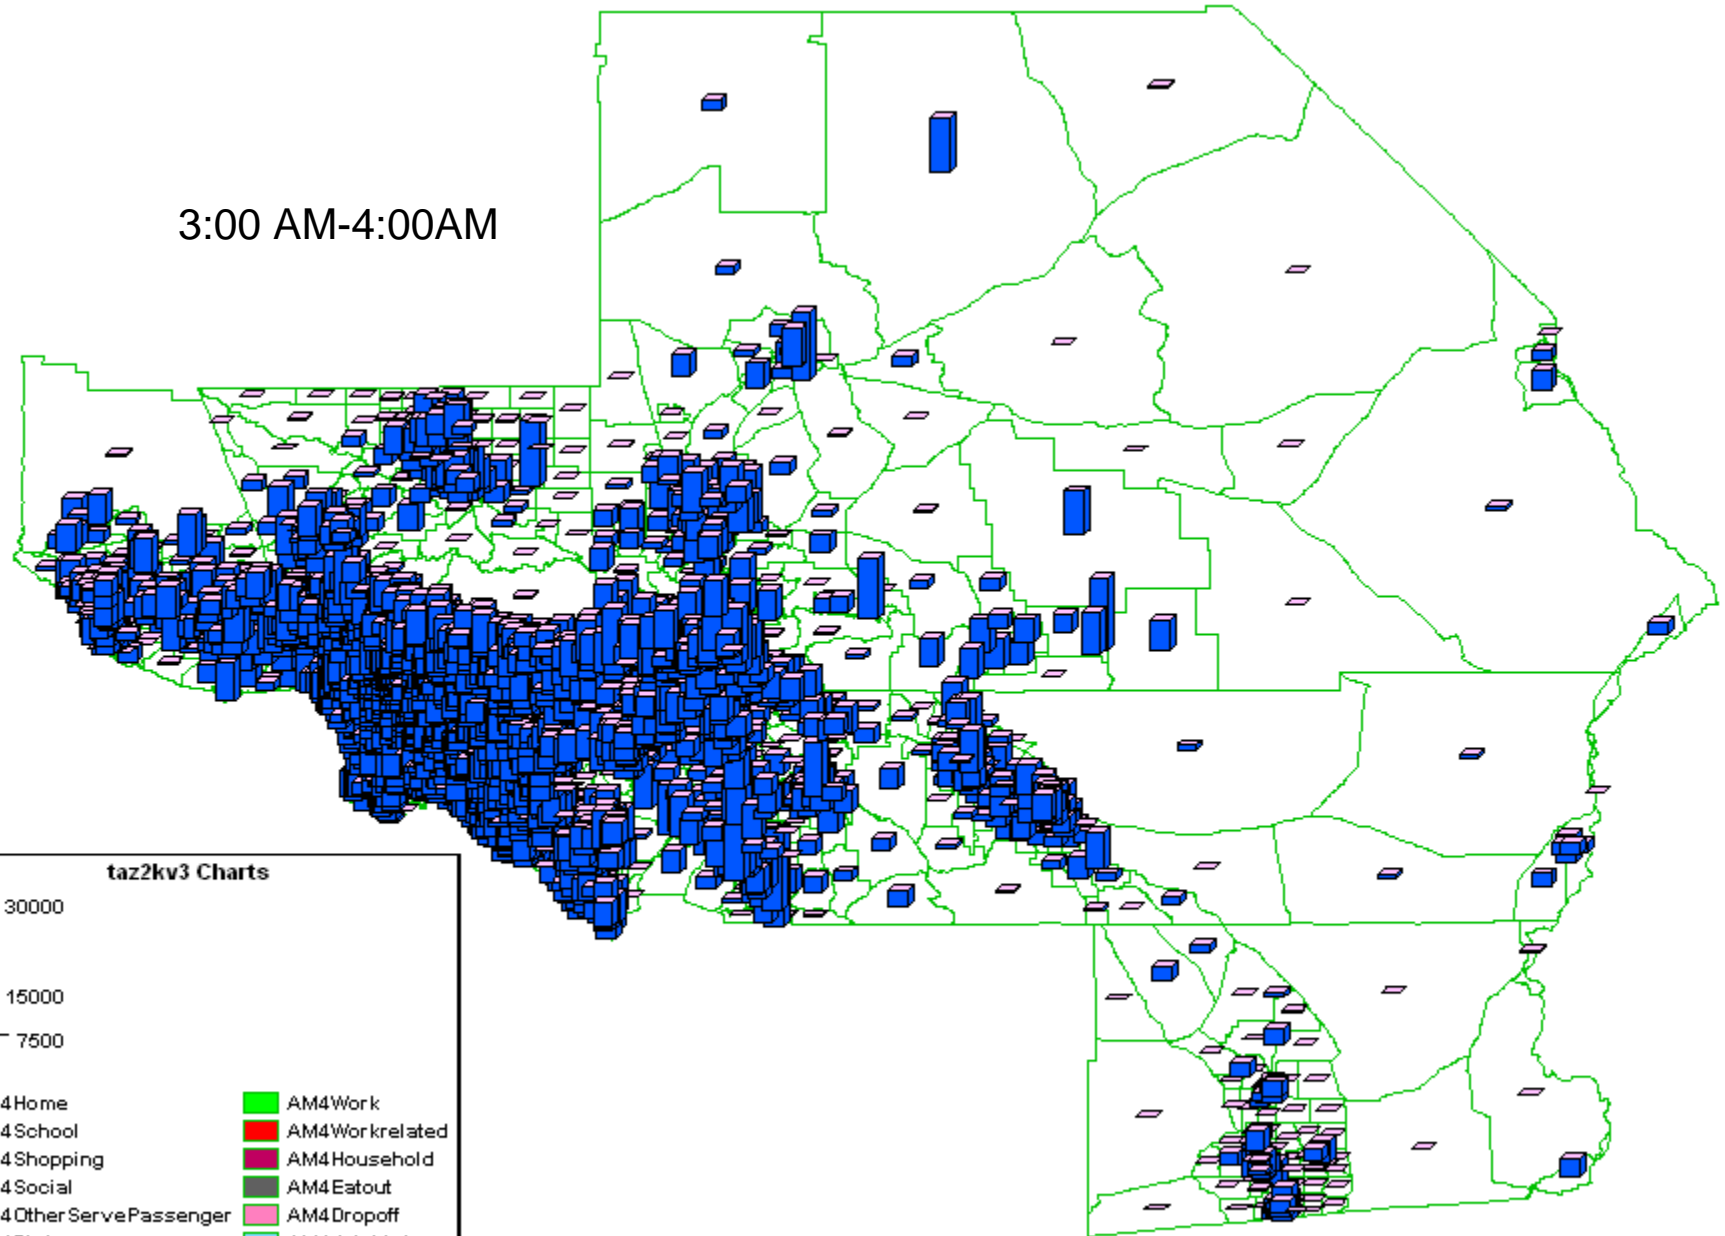 3:00 AM-4:00AM
taz2kv3 Charts
30000
15000
7500
4Home
AM4Work
4School
AM4Workrelated
4Shopping
AM4Household
4Social
AM4Eatout
4OtherServePassenger
AM4Dropoff